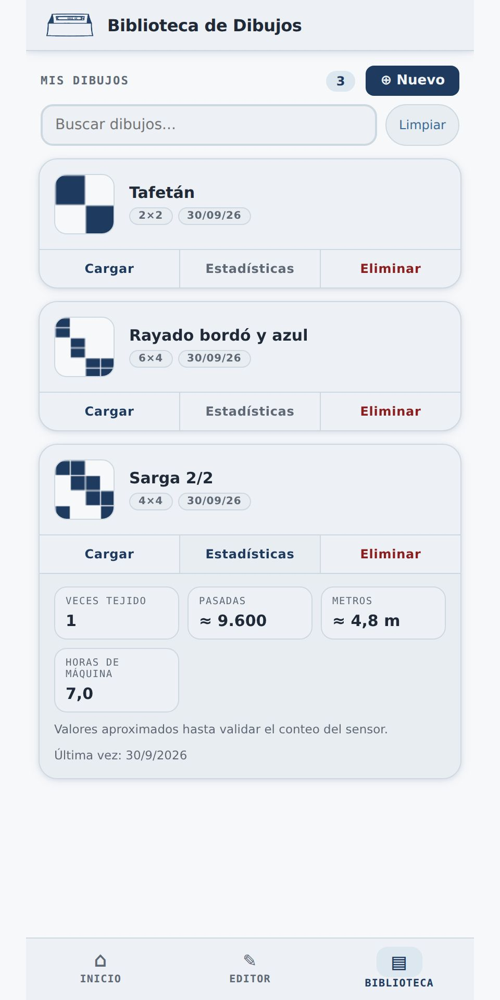 Biblioteca de Dibujos
MIS DIBUJOS
3
⊕ Nuevo
Buscar dibujos...
Limpiar
Tafetán
2×2
30/09/26
Cargar
Estadísticas
Eliminar
Rayado bordó y azul
6×4
30/09/26
Cargar
Estadísticas
Eliminar
Sarga 2/2
4×4
30/09/26
Cargar
Estadísticas
Eliminar
VECES TEJIDO
1
PASADAS
≈ 9.600
METROS
≈ 4,8 m
HORAS DE
MÁQUINA
7,0
Valores aproximados hasta validar el conteo del sensor.
Última vez: 30/9/2026
INICIO
EDITOR
BIBLIOTECA